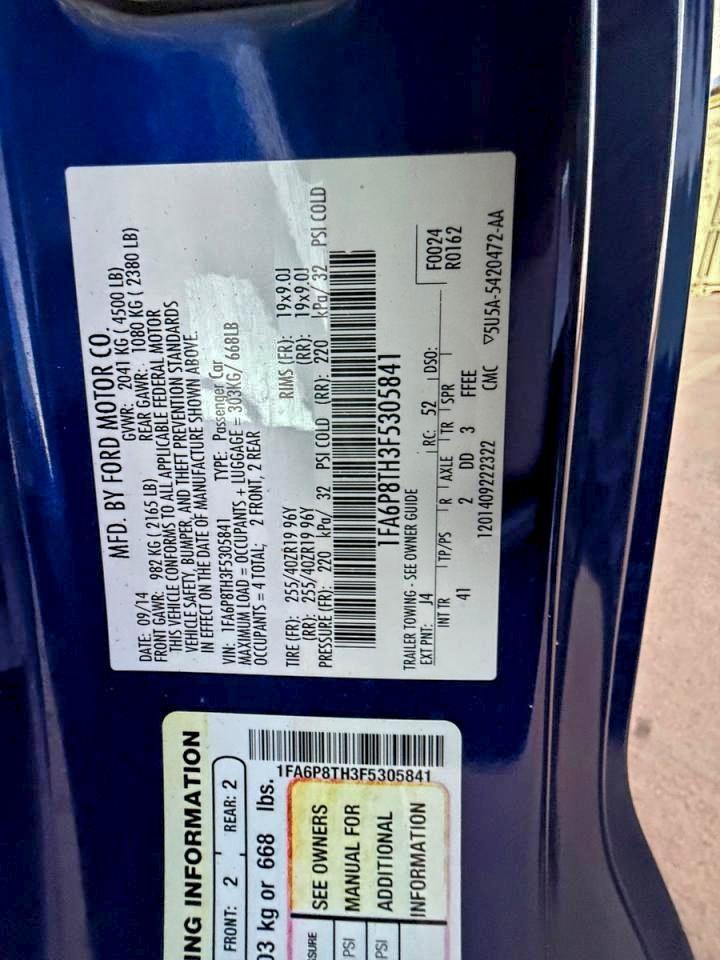 MFD. BY FORD MOTOR CO.
DATE: 09/14 GVWR: 2041 KG ( 4500 LB)
FRONT GAWR: 982 KG ( 2165 LB) REAR GAWR: 1080 KG ( 2380 LB)
THIS VEHICLE CONFORMS TO ALL APPLICABLE FEDERAL MOTOR
VEHICLE SAFETY, BUMPER, AND THEFT PREVENTION STANDARDS
IN EFFECT ON THE DATE OF MANUFACTURE SHOWN ABOVE.
VIN: 1FA6P8TH3F5305841 TYPE: Passenger Car
MAXIMUM LOAD = OCCUPANTS + LUGGAGE = 303KG/ 668LB
OCCUPANTS = 4 TOTAL; 2 FRONT, 2 REAR
TIRE (FR): 255/40ZR19 96Y RIMS (FR): 19x9.0J
(RR): 255/40ZR19 96Y (RR): 19x9.0J
PRESSURE (FR): 220 kPa/ 32 PSI COLD (RR): 220 kPa/ 32 PSI COLD
1FA6P8TH3F5305841
TRAILER TOWING - SEE OWNER GUIDE F0024
EXT PNT: J4 RC: 52 DSO: R0162
INT TR TP/PS R AXLE TR SPR
41 2 DD 3 FFEE
1201409222322 CMC ▽5U5A-5420472-AA
ING INFORMATION
FRONT: 2 REAR: 2
03 kg or 668 lbs.
1FA6P8TH3F5305841
SURE
PSI
PSI
SEE OWNERS
MANUAL FOR
ADDITIONAL
INFORMATION